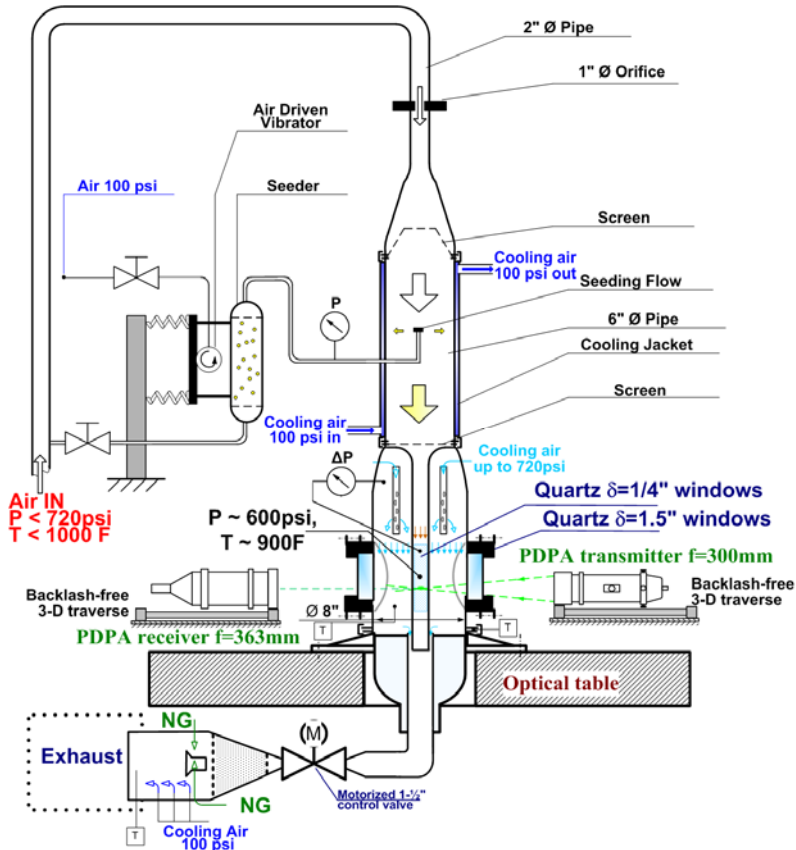 2" Ø Pipe
1" Ø Orifice
Air Driven
Vibrator
Air 100 psi
Seeder
Screen
Cooling air
100 psi out
Seeding Flow
P
6" Ø Pipe
Cooling Jacket
Cooling air
100 psi in
Screen
Cooling air
up to 720psi
ΔP
Air IN
P < 720psi
T < 1000 F
P ~ 600psi,
T ~ 900F
Quartz δ=1/4" windows
Quartz δ=1.5" windows
PDPA transmitter f=300mm
Backlash-free
3-D traverse
Backlash-free
3-D traverse
Ø 8"
PDPA receiver f=363mm
T
T
Optical table
NG
(M)
Exhaust
NG
Motorized 1-½"
control valve
T
Cooling Air
100 psi